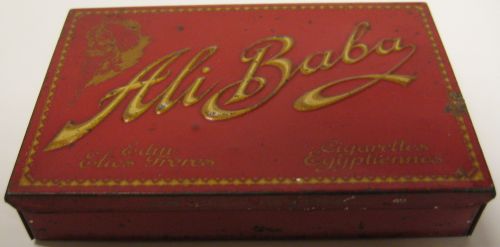 Ali Baba
Edm
Elies Freres
Cigarettes
Egyptiennes